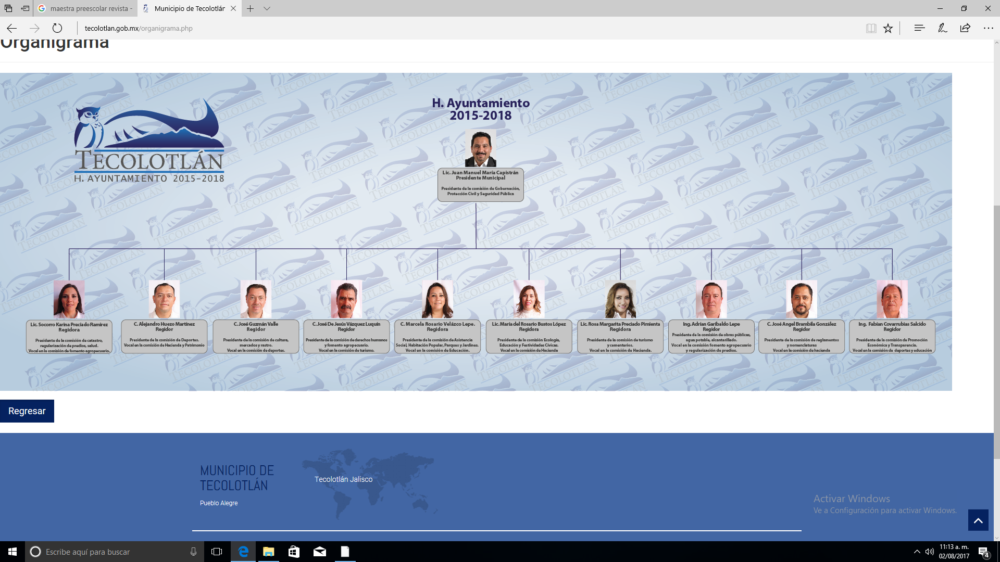 maestra preescolar revista -
Municipio de Tecolotlán
tecolotlan.gob.mx/organigrama.php
Organigrama
H. Ayuntamiento
2015-2018
TECOLOTLÁN
H. AYUNTAMIENTO 2015-2018
Lic. Juan Manuel María Capistrán
Presidente Municipal
Presidente de la comisión de Gobernación,
Protección Civil y Seguridad Pública
Lic. Socorro Karina Preciado Ramirez
Regidora
Presidente de la comisión de catastro,
regularización de predios, salud.
Vocal en la comisión de fomento agropecuario.
C. Alejandro Huezo Martínez
Regidor
Presidente de la comisión de Deportes.
Vocal en la comisión de Hacienda y Patrimonio
C. José Guzmán Valle
Regidor
Presidente de la comisión de cultura,
mercados y rastro.
Vocal en la comisión de deportes.
C. José De Jesús Vázquez Luquín
Regidor
Presidente de la comisión de derechos humanos
y fomento agropecuario.
Vocal en la comisión de turismo.
C. Marcela Rosario Velázco Lepe.
Regidora
Presidente de la comisión de Asistencia
Social, Habitación Popular, Parques y Jardines.
Vocal en la comisión de Educación.
Lic. María del Rosario Bustos López
Regidora
Presidente de la comisión Ecología,
Educación y Festividades Cívicas.
Vocal en la comisión de Hacienda
Lic. Rosa Margarita Preciado Pimienta
Regidora
Presidente de la comisión de turismo
y cementerios.
Vocal en la comisión de Hacienda.
Ing. Adrián Garibaldo Lepe
Regidor
Presidente de la comisión de obras públicas,
agua potable, alcantarillado.
Vocal en la comisión fomento agropecuario
y regularización de predios.
C. José Angel Brambila González
Regidor
Presidente de la comisión de reglamentos
y nomenclaturas
Vocal en la comisión de hacienda
Ing. Fabían Covarrubias Salcido
Regidor
Presidente de la comisión de Promoción
Económica y Transparencia.
Vocal en la comisión de deportes y educación
Regresar
MUNICIPIO DE
TECOLOTLÁN
Pueblo Alegre
Tecolotlán Jalisco
Activar Windows
Ve a Configuración para activar Windows.
Escribe aquí para buscar
11:13 a. m.
02/08/2017
4